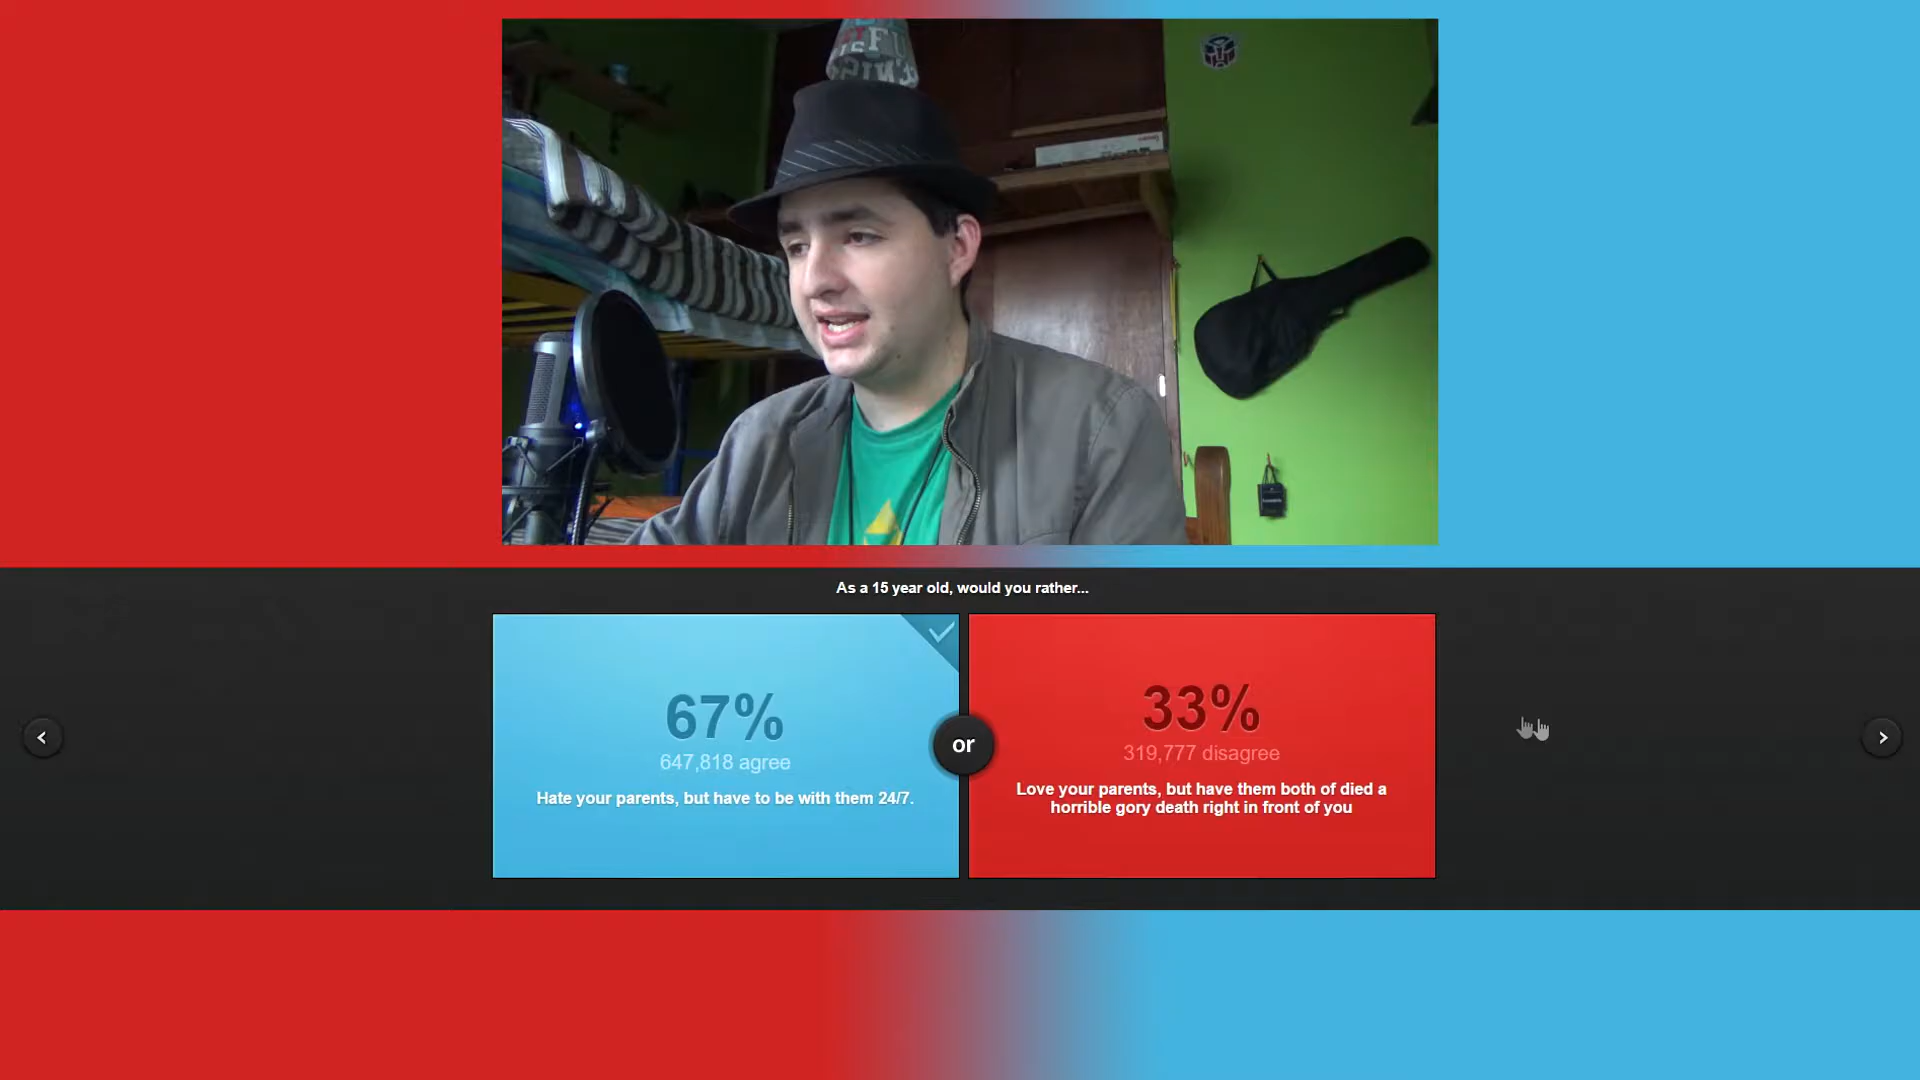 FU
As a 15 year old, would you rather...
67%
647,818 agree
Hate your parents, but have to be with them 24/7.
or
33%
319,777 disagree
Love your parents, but have them both of died a
horrible gory death right in front of you